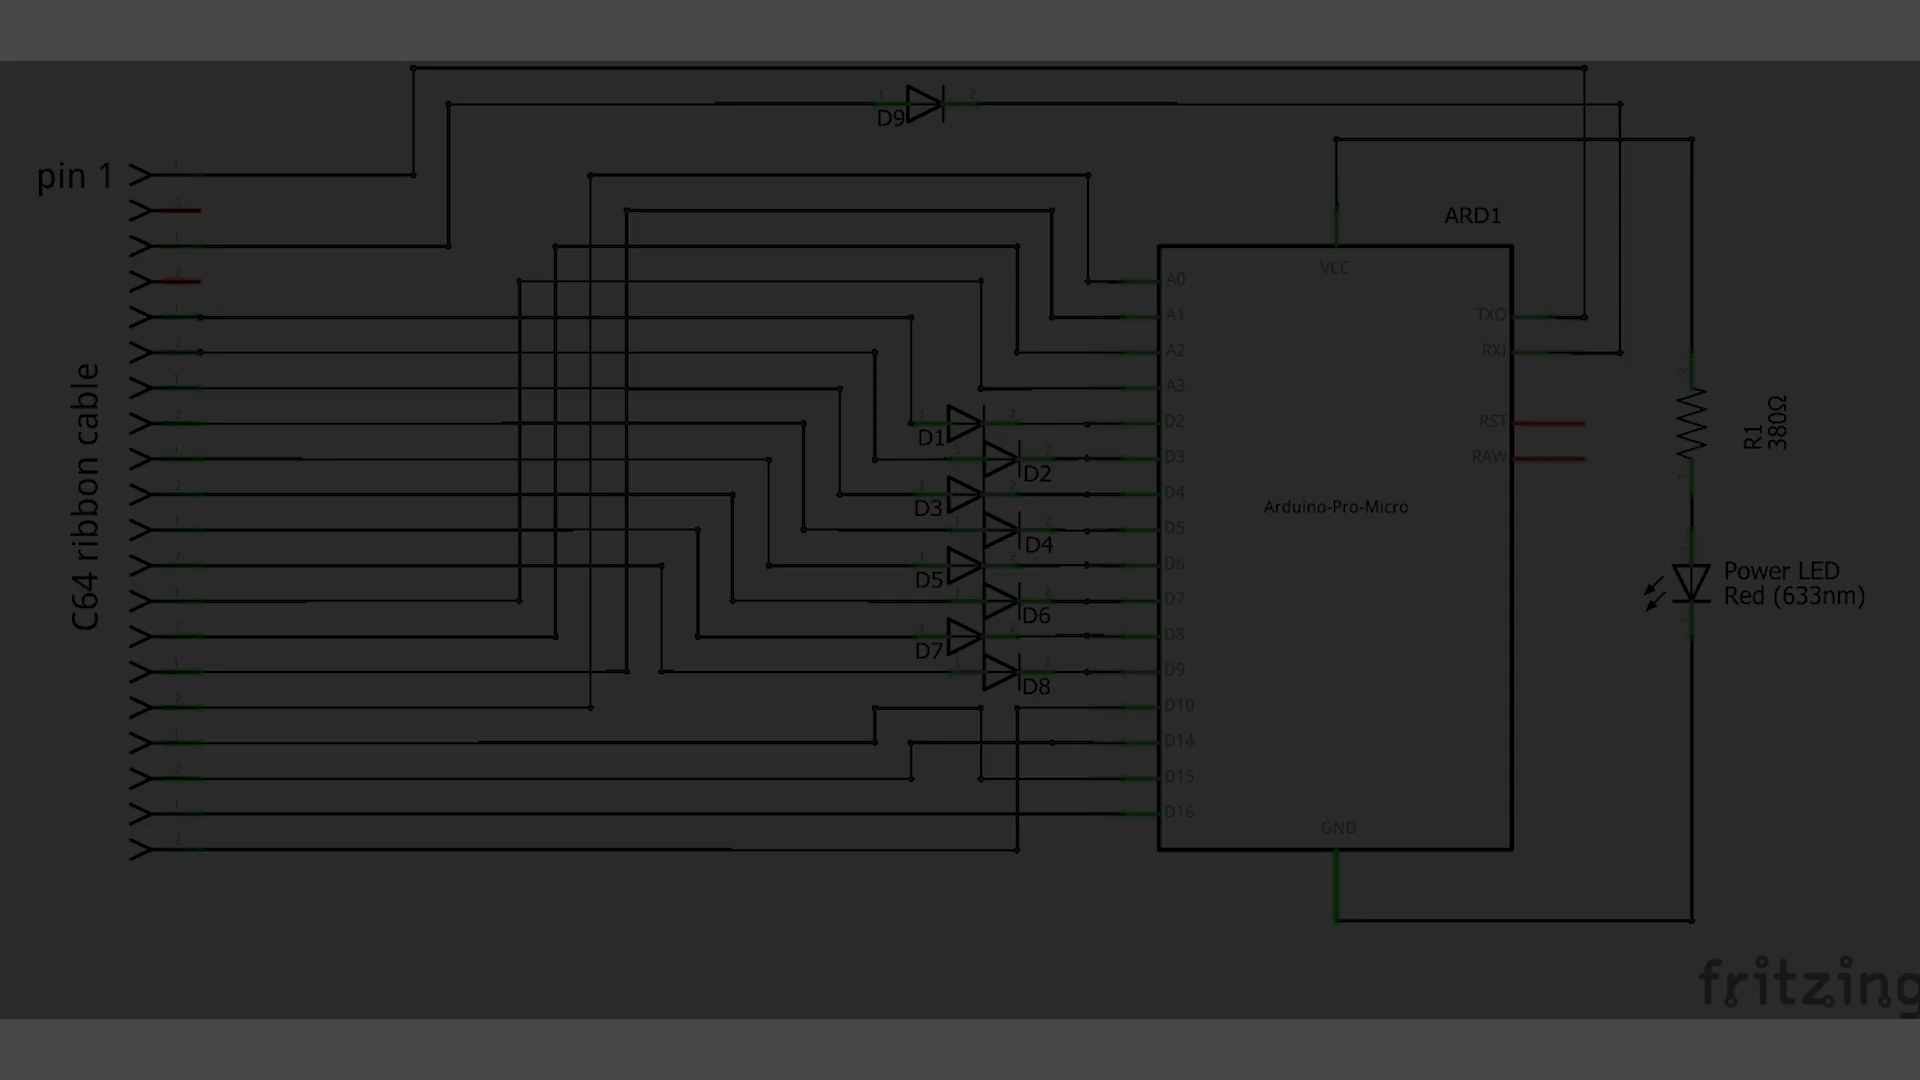 D9
pin 1
ARD1
VCC
A0
A1
A2
A3
D2
D3
D4
D5
D6
D7
D8
D9
D10
D14
D15
D16
GND
TXO
RXI
RST
RAW
Arduino-Pro-Micro
C64 ribbon cable
D1
D2
D3
D4
D5
D6
D7
D8
R1
380Ω
Power LED
Red (633nm)
fritzing